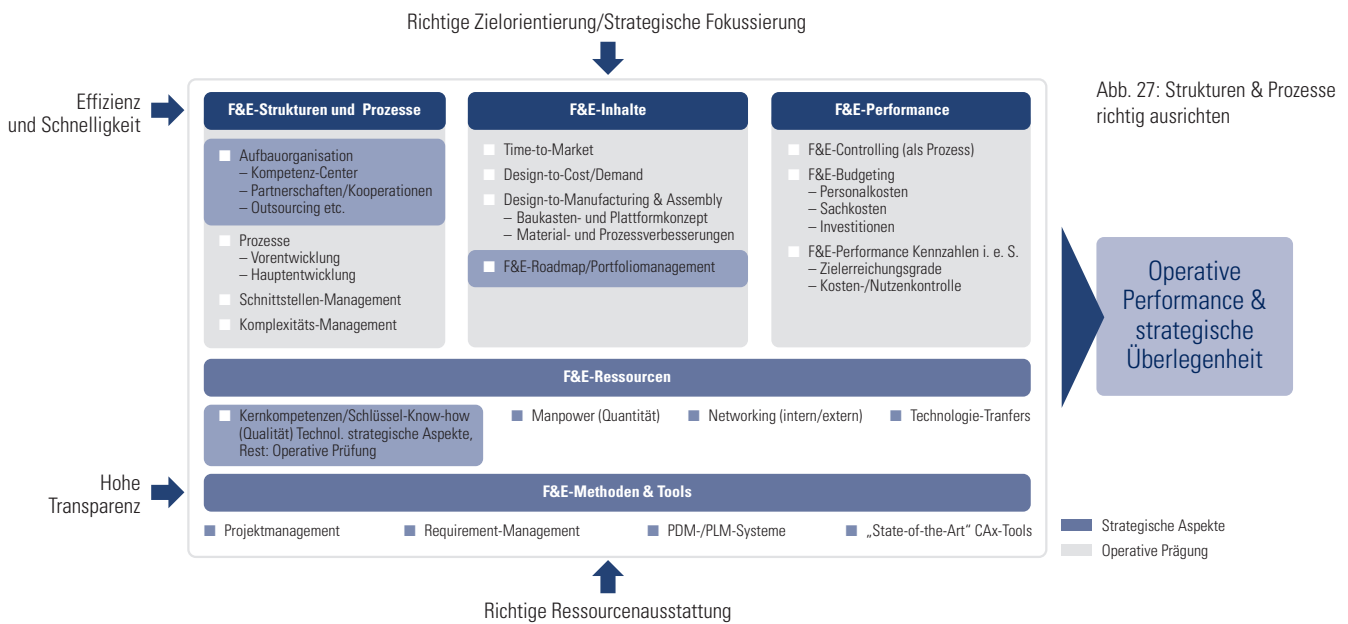 Richtige Zielorientierung/Strategische Fokussierung
Effizienz
und Schnelligkeit
Abb. 27: Strukturen & Prozesse
richtig ausrichten
F&E-Strukturen und Prozesse
Aufbauorganisation
– Kompetenz-Center
– Partnerschaften/Kooperationen
– Outsourcing etc.
Prozesse
– Vorentwicklung
– Hauptentwicklung
Schnittstellen-Management
Komplexitäts-Management
F&E-Inhalte
Time-to-Market
Design-to-Cost/Demand
Design-to-Manufacturing & Assembly
– Baukasten- und Plattformkonzept
– Material- und Prozessverbesserungen
F&E-Roadmap/Portfoliomanagement
F&E-Performance
F&E-Controlling (als Prozess)
F&E-Budgeting
– Personalkosten
– Sachkosten
– Investitionen
F&E-Performance Kennzahlen i. e. S.
– Zielerreichungsgrade
– Kosten-/Nutzenkontrolle
Operative
Performance &
strategische
Überlegenheit
F&E-Ressourcen
Kernkompetenzen/Schlüssel-Know-how
(Qualität) Technol. strategische Aspekte,
Rest: Operative Prüfung
Manpower (Quantität)
Networking (intern/extern)
Technologie-Tranfers
Hohe
Transparenz
F&E-Methoden & Tools
Projektmanagement
Requirement-Management
PDM-/PLM-Systeme
„State-of-the-Art" CAx-Tools
Strategische Aspekte
Operative Prägung
Richtige Ressourcenausstattung